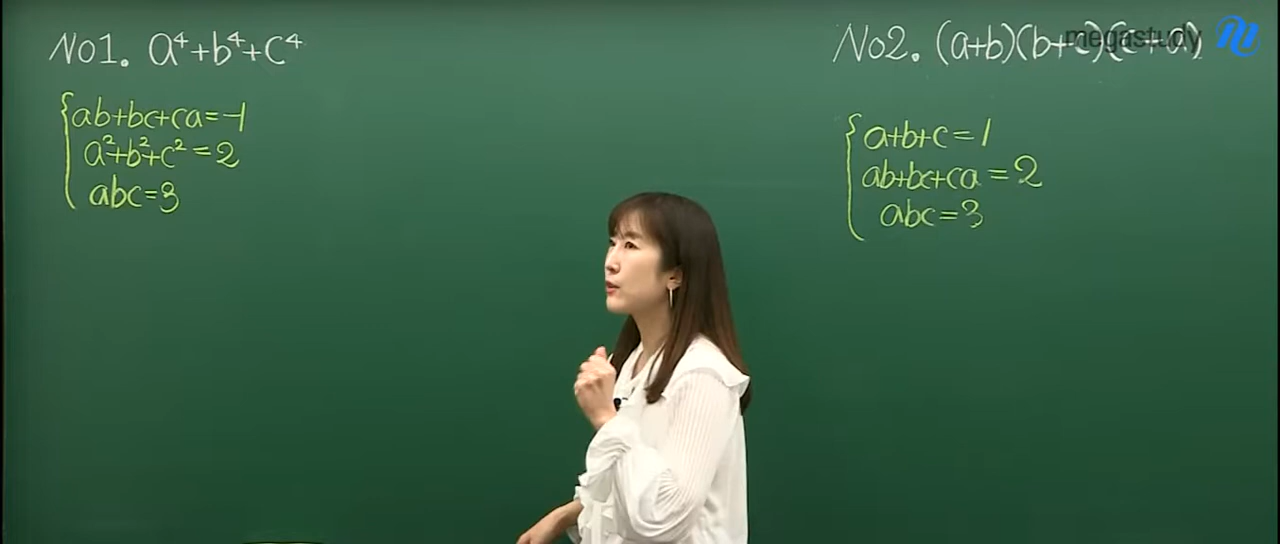 No1. a⁴+b⁴+c⁴
ab+bc+ca=-1
a²+b²+c²=2
abc=3
No2. (a+b)(b+c)(c+a)
megastudy
a+b+c=1
ab+bc+ca=2
abc=3